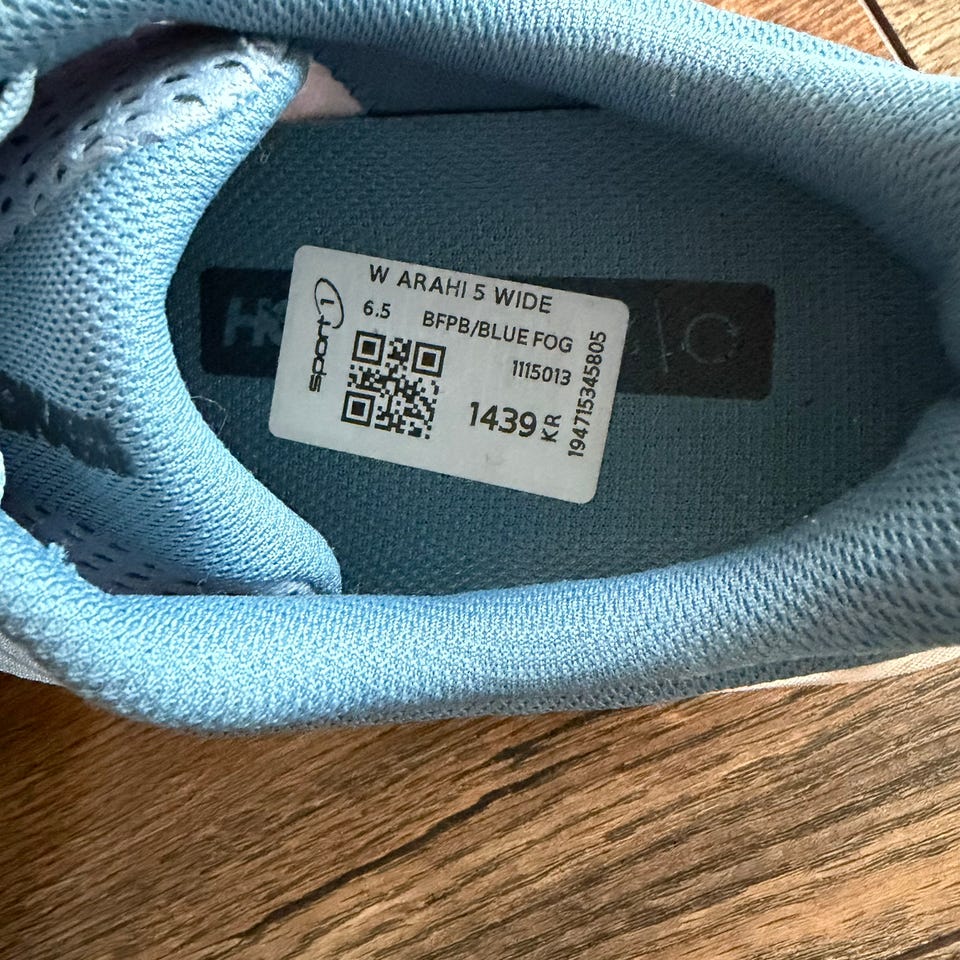 W ARAHI 5 WIDE
6.5 BFPB/BLUE FOG
1115013
1439 KR
194715345805
sport 1